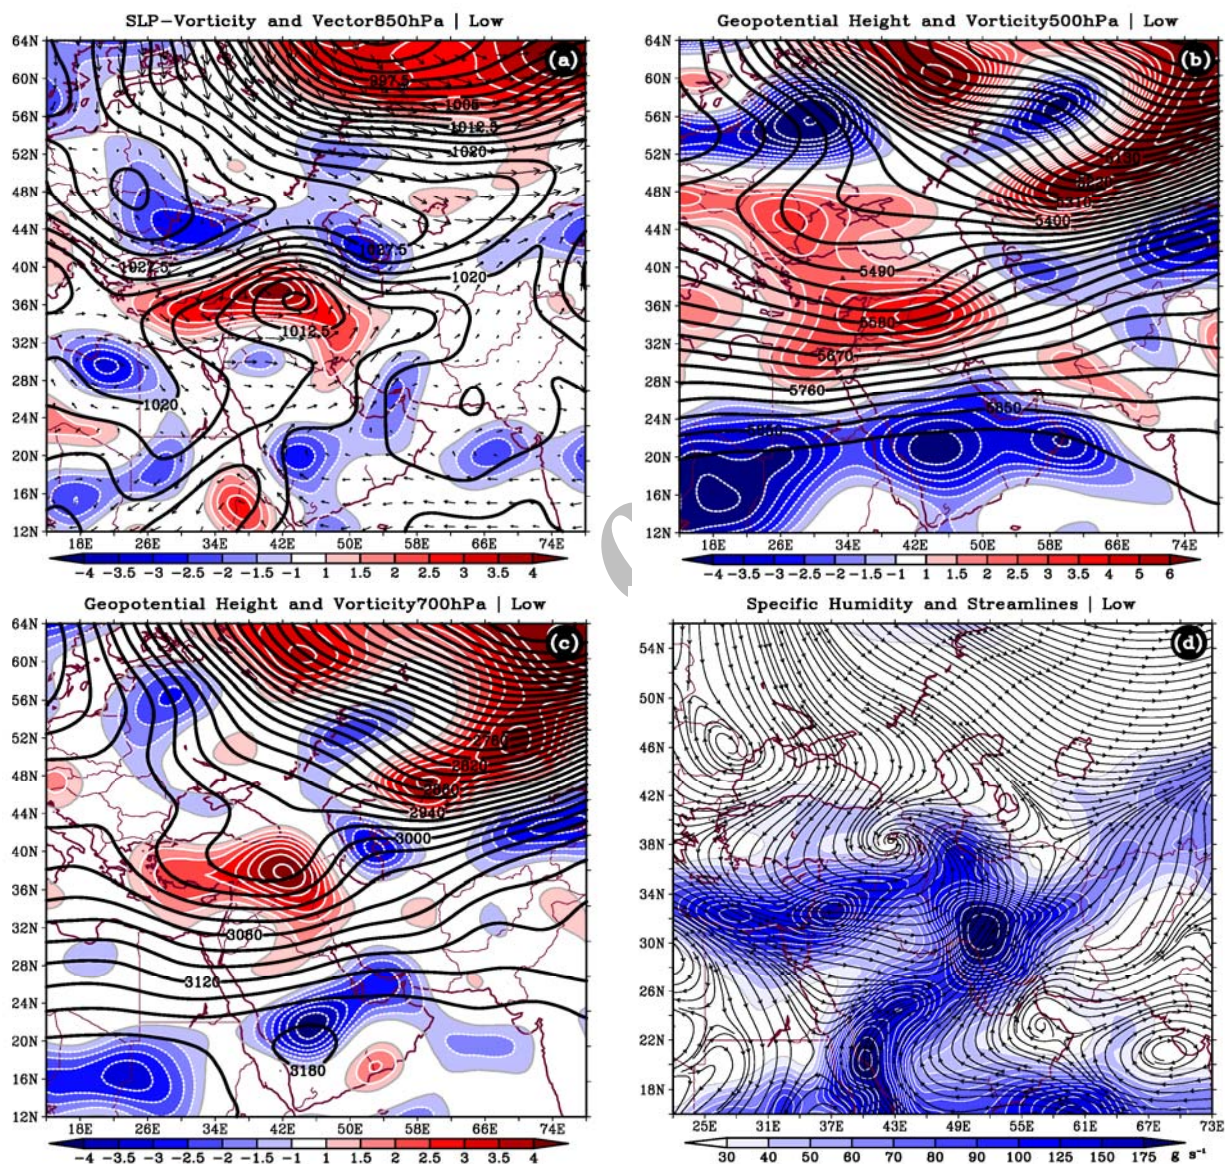 SLP-Vorticity and Vector850hPa | Low
64N
60N
56N
52N
48N
44N
40N
36N
32N
28N
24N
20N
16N
12N
18E 26E 34E 42E 50E 58E 66E 74E
(a)
997.5
1005
1012.5
1020
1027.5
1027.5
1020
1012.5
1020
-4 -3.5 -3 -2.5 -2 -1.5 -1 1 1.5 2 2.5 3 3.5 4
Geopotential Height and Vorticity500hPa | Low
64N
60N
56N
52N
48N
44N
40N
36N
32N
28N
24N
20N
16N
12N
18E 26E 34E 42E 50E 58E 66E 74E
(b)
5130
5310
5400
5490
5580
5670
5760
5850
-4 -3.5 -3 -2.5 -2 -1.5 -1 1 1.5 2 2.5 3 3.5 4 5 6
Geopotential Height and Vorticity700hPa | Low
64N
60N
56N
52N
48N
44N
40N
36N
32N
28N
24N
20N
16N
12N
18E 26E 34E 42E 50E 58E 66E 74E
(c)
2760
2820
2880
2940
3000
3060
3120
3180
-4 -3.5 -3 -2.5 -2 -1.5 -1 1 1.5 2 2.5 3 3.5 4
Specific Humidity and Streamlines | Low
54N
50N
46N
42N
38N
34N
30N
26N
22N
18N
25E 31E 37E 43E 49E 55E 61E 67E 73E
(d)
30 40 50 60 70 80 90 100 150 175 g s⁻¹